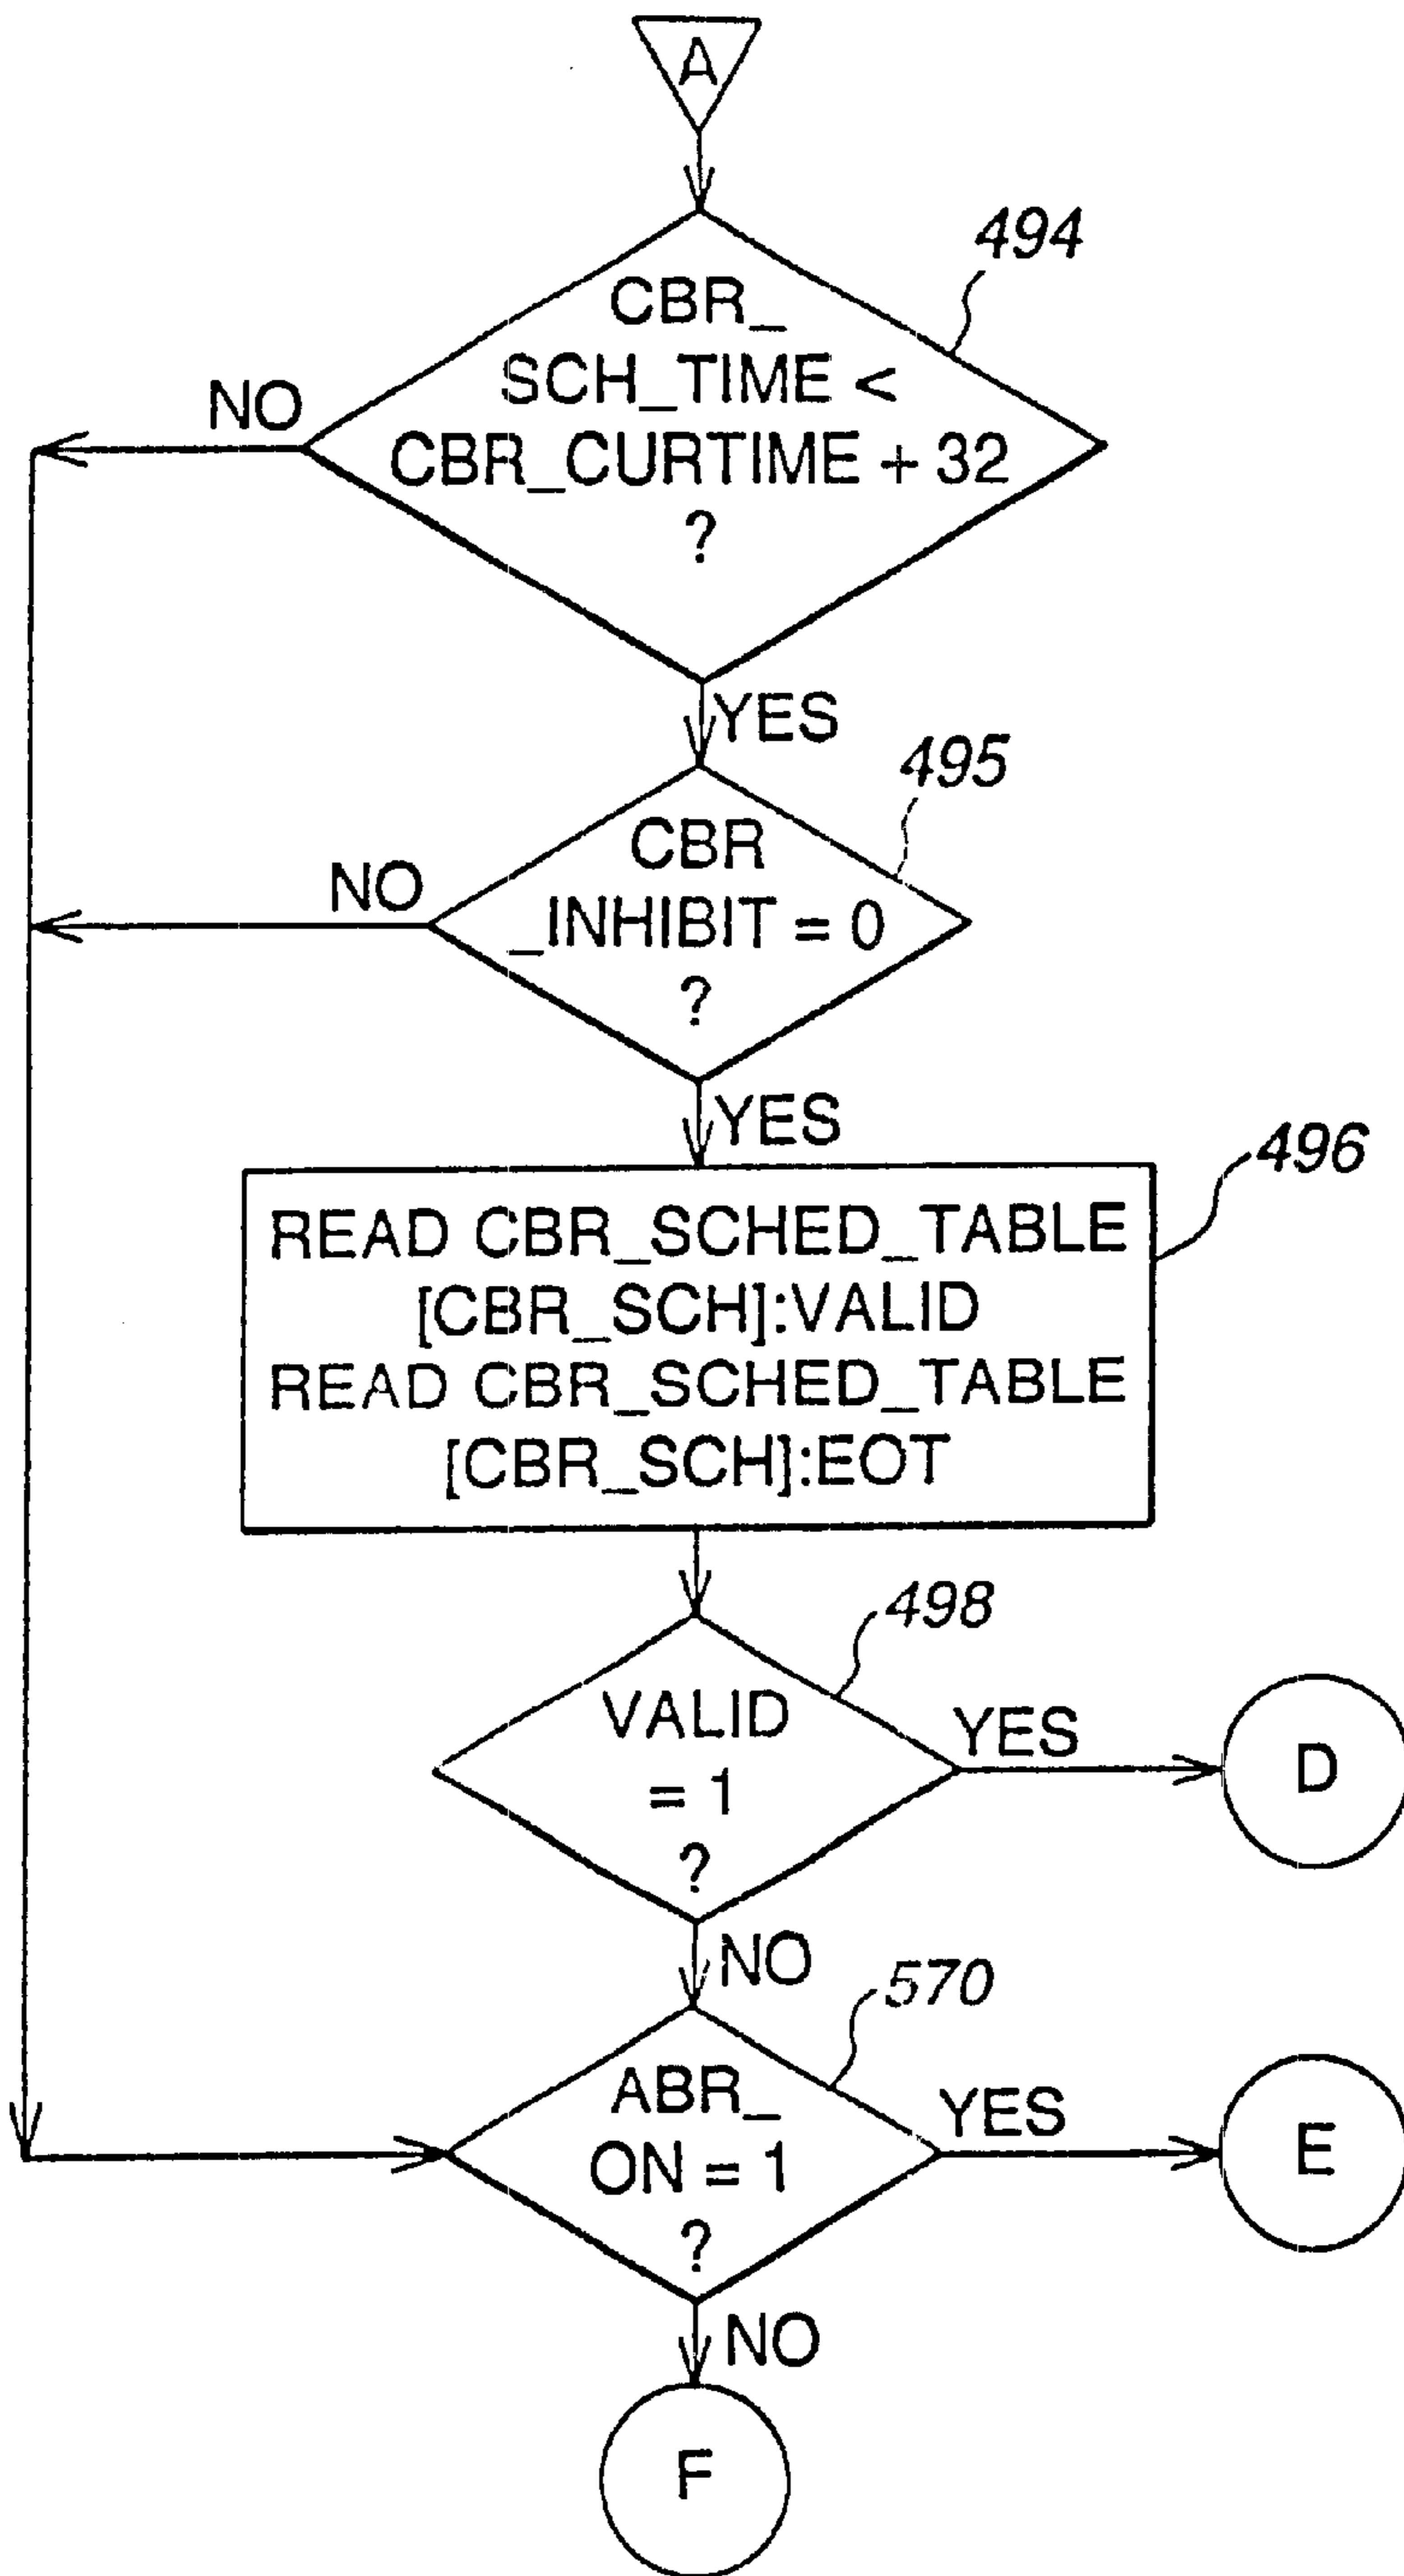 A
494
CBR_
SCH_TIME <
CBR_CURTIME + 32
?
NO
YES
495
CBR
_INHIBIT = 0
?
NO
YES
496
READ CBR_SCHED_TABLE
[CBR_SCH]:VALID
READ CBR_SCHED_TABLE
[CBR_SCH]:EOT
498
VALID
= 1
?
YES
D
NO
570
ABR_
ON = 1
?
YES
E
NO
F